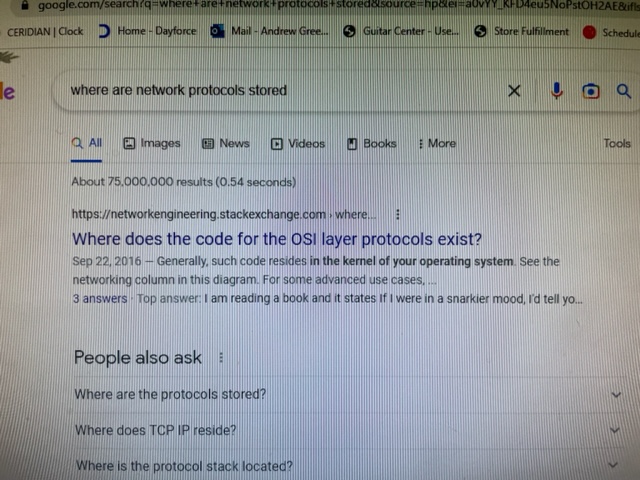 google.com/search?q=where+are+network+protocols+stored&source=hp&ei=
CERIDIAN | Clock Home - Dayforce Mail - Andrew Gree... Guitar Center - Use... Store Fulfillment Schedule
le
where are network protocols stored
All Images News Videos Books More Tools
About 75,000,000 results (0.54 seconds)
https://networkengineering.stackexchange.com › where...
Where does the code for the OSI layer protocols exist?
Sep 22, 2016 — Generally, such code resides in the kernel of your operating system. See the
networking column in this diagram. For some advanced use cases, ...
3 answers · Top answer: I am reading a book and it states If I were in a snarkier mood, I'd tell yo...
People also ask
Where are the protocols stored?
Where does TCP IP reside?
Where is the protocol stack located?